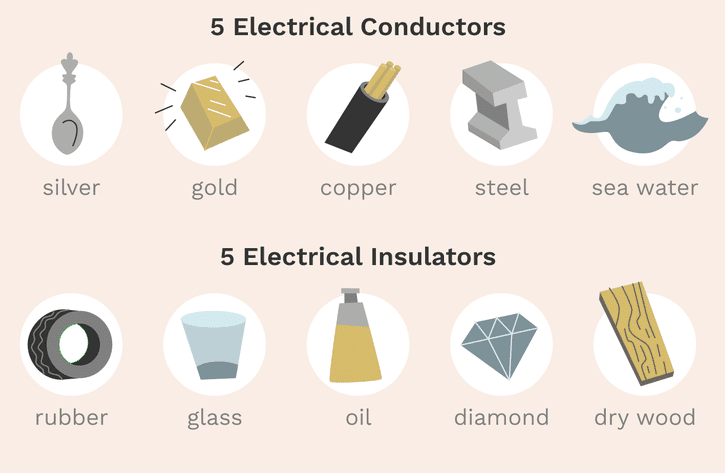 5 Electrical Conductors
silver gold copper steel sea water
5 Electrical Insulators
rubber glass oil diamond dry wood